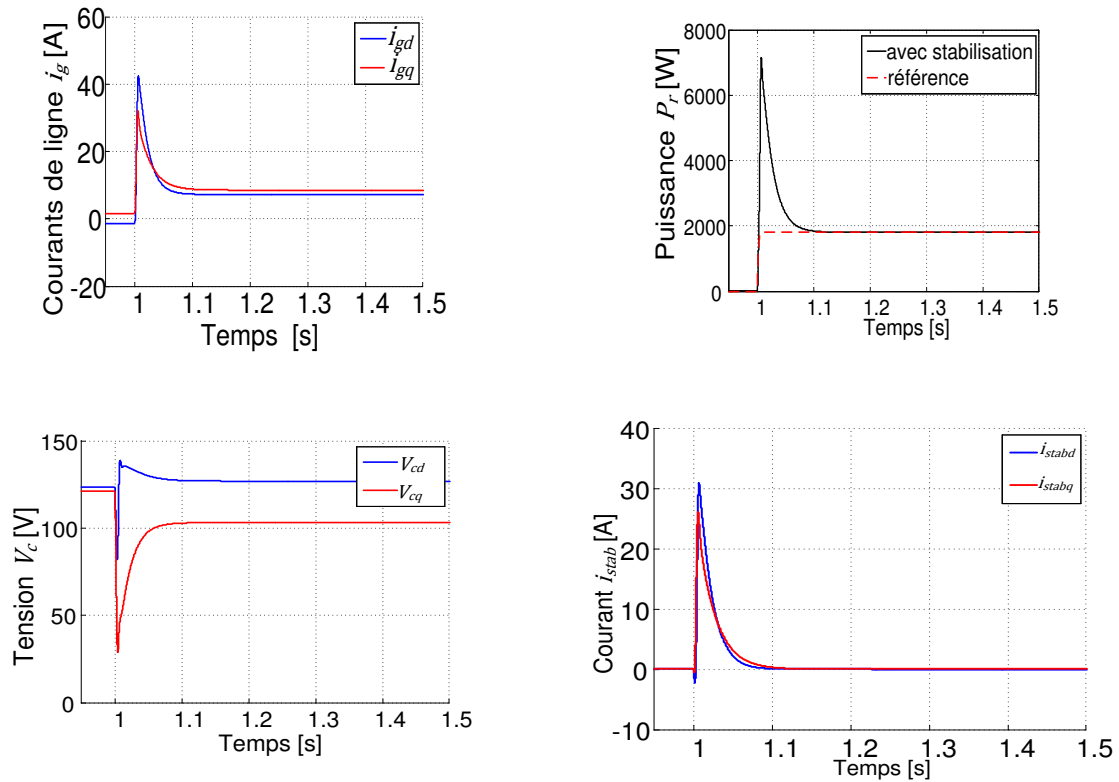 Courants de ligne i_g [A]
60
40
20
0
-20
i_gd
i_gq
1
1.1
1.2
1.3
1.4
1.5
Temps [s]
Puissance P_r [W]
8000
6000
4000
2000
0
avec stabilisation
référence
1
1.1
1.2
1.3
1.4
1.5
Temps [s]
Tension V_c [V]
150
100
50
0
V_cd
V_cq
1
1.1
1.2
1.3
1.4
1.5
Temps [s]
Courant i_stab [A]
40
30
20
10
0
-10
i_stabd
i_stabq
1
1.1
1.2
1.3
1.4
1.5
Temps [s]